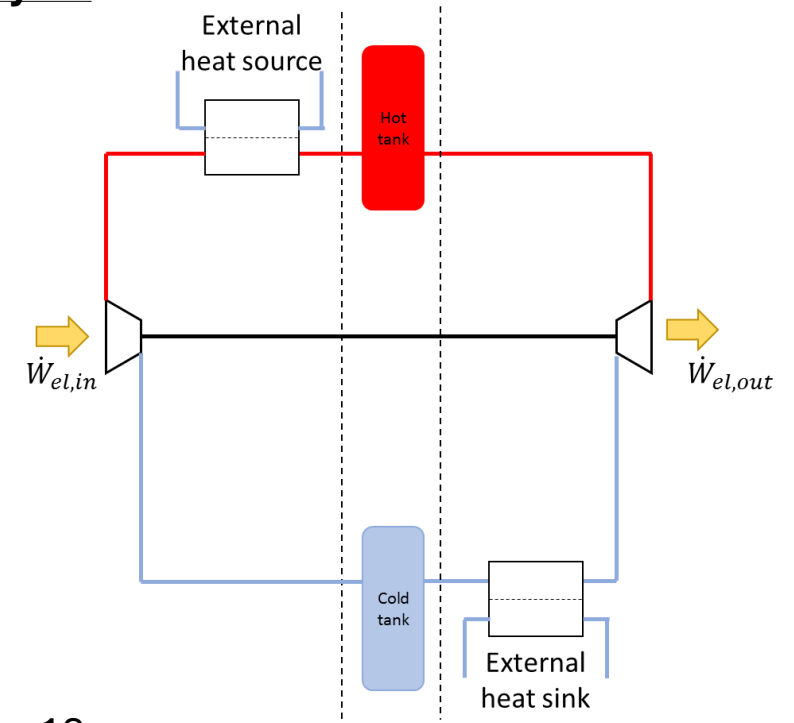 External
heat source
Hot
tank
Ẇel,in
Ẇel,out
Cold
tank
External
heat sink